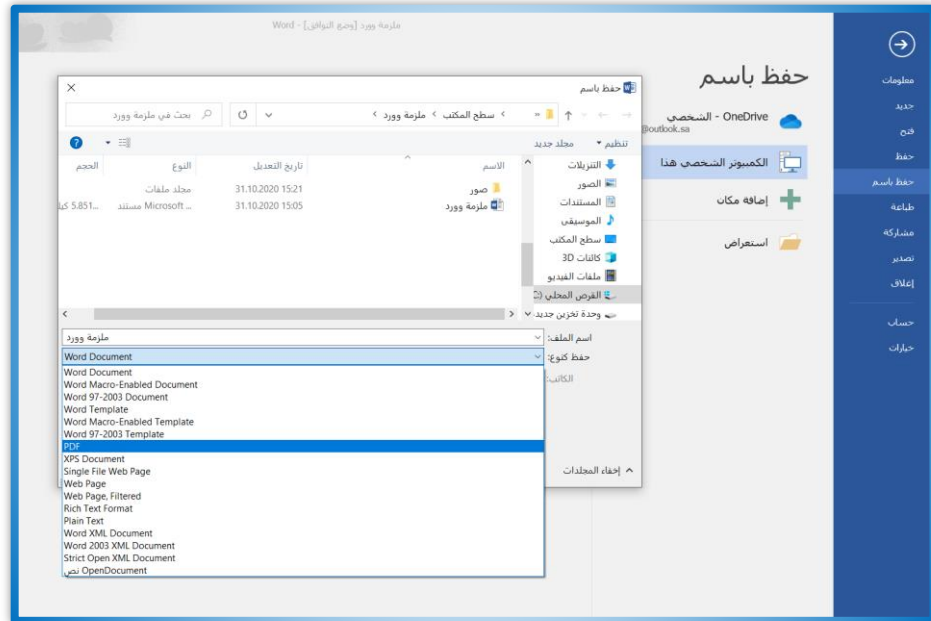 ملزمة وورد [وضع التوافق] - Word
معلومات
جديد
فتح
حفظ
حفظ باسم
طباعة
مشاركة
تصدير
إغلاق
حساب
خيارات
حفظ باسم
OneDrive - الشخصي
@outlook.sa
الكمبيوتر الشخصي هذا
إضافة مكان
استعراض
حفظ باسم
« سطح المكتب › ملزمة وورد ›
بحث في ملزمة وورد
تنظيم
مجلد جديد
الاسم تاريخ التعديل النوع الحجم
صور 31.10.2020 15:21 مجلد ملفات
ملزمة وورد 31.10.2020 15:05 مستند Microsoft ... 5.851 كيل
التنزيلات
الصور
المستندات
الموسيقى
سطح المكتب
كائنات 3D
ملفات الفيديو
القرص المحلي (C:
وحدة تخزين جديد
اسم الملف: ملزمة وورد
حفظ كنوع: Word Document
الكاتب:
Word Document
Word Macro-Enabled Document
Word 97-2003 Document
Word Template
Word Macro-Enabled Template
Word 97-2003 Template
PDF
XPS Document
Single File Web Page
Web Page
Web Page, Filtered
Rich Text Format
Plain Text
Word XML Document
Word 2003 XML Document
Strict Open XML Document
نص OpenDocument
إخفاء المجلدات